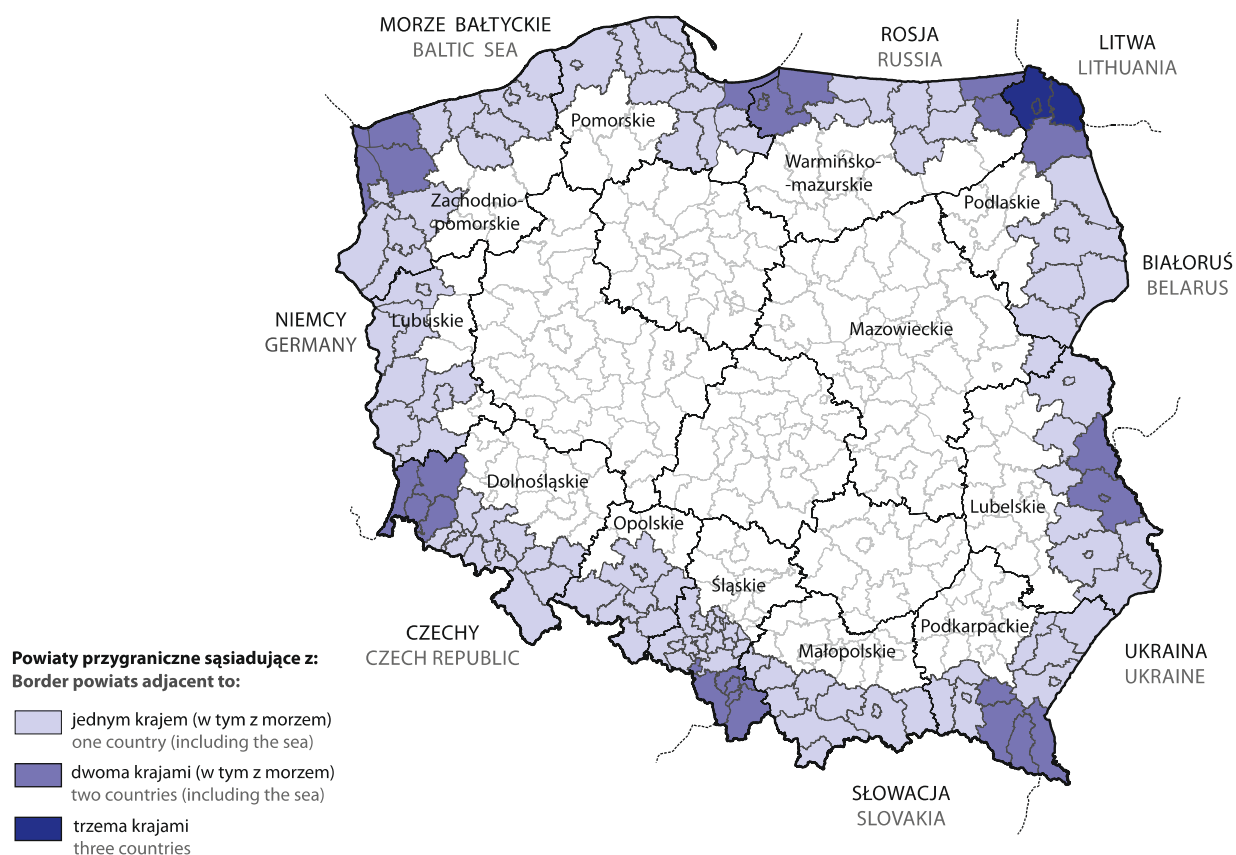 MORZE BAŁTYCKIE
BALTIC SEA
ROSJA
RUSSIA
LITWA
LITHUANIA
Pomorskie
Warmińsko-
-mazurskie
Zachodnio-
pomorskie
Podlaskie
BIAŁORUŚ
BELARUS
NIEMCY
GERMANY
Lubuskie
Mazowieckie
Dolnośląskie
Opolskie
Lubelskie
Śląskie
Podkarpackie
Małopolskie
CZECHY
CZECH REPUBLIC
UKRAINA
UKRAINE
SŁOWACJA
SLOVAKIA
Powiaty przygraniczne sąsiadujące z:
Border powiats adjacent to:
jednym krajem (w tym z morzem)
one country (including the sea)
dwoma krajami (w tym z morzem)
two countries (including the sea)
trzema krajami
three countries